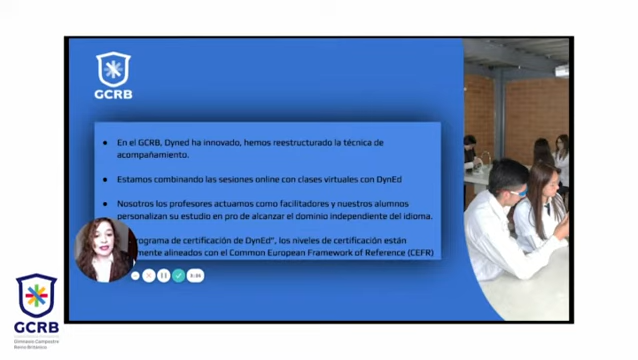 GCRB
En el GCRB, Dyned ha innovado, hemos reestructurado la técnica de
acompañamiento.
Estamos combinando las sesiones online con clases virtuales con DynEd
Nosotros los profesores actuamos como facilitadores y nuestros alumnos
personalizan su estudio en pro de alcanzar el dominio independiente del idioma.
programa de certificación de DynEd", los niveles de certificación están
alineados con el Common European Framework of Reference (CEFR)
GCRB
Gimnasio Campestre
Reino Británico